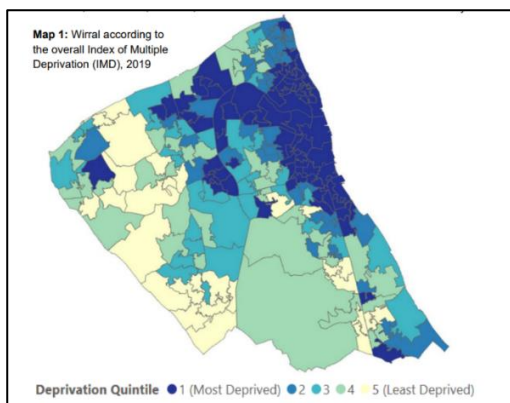 Map 1: Wirral according to
the overall Index of Multiple
Deprivation (IMD), 2019
Deprivation Quintile 1 (Most Deprived) 2 3 4 5 (Least Deprived)